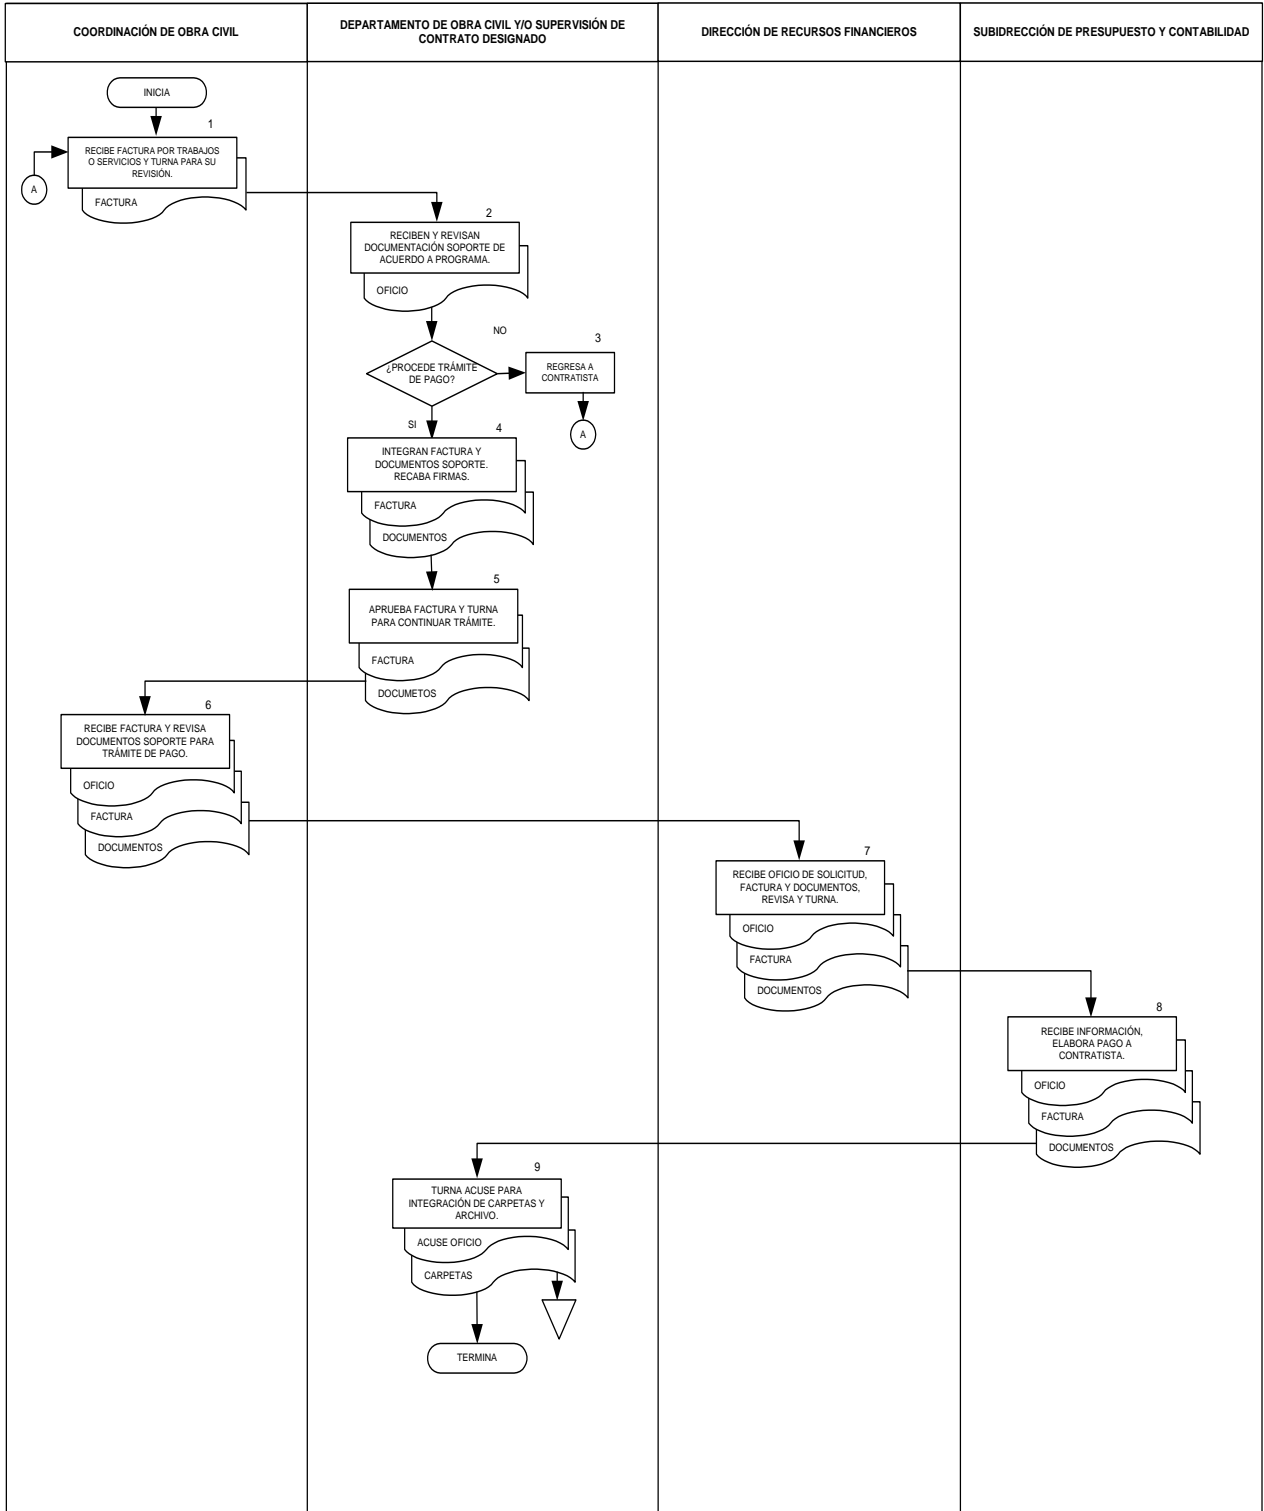 COORDINACIÓN DE OBRA CIVIL
DEPARTAMENTO DE OBRA CIVIL Y/O SUPERVISIÓN DE
CONTRATO DESIGNADO
DIRECCIÓN DE RECURSOS FINANCIEROS
SUBIDRECCIÓN DE PRESUPUESTO Y CONTABILIDAD
INICIA
1
RECIBE FACTURA POR TRABAJOS
O SERVICIOS Y TURNA PARA SU
REVISIÓN.
A
FACTURA
2
RECIBEN Y REVISAN
DOCUMENTACIÓN SOPORTE DE
ACUERDO A PROGRAMA.
OFICIO
NO
¿PROCEDE TRÁMITE
DE PAGO?
3
REGRESA A
CONTRATISTA
A
SI
4
INTEGRAN FACTURA Y
DOCUMENTOS SOPORTE.
RECABA FIRMAS.
FACTURA
DOCUMENTOS
5
APRUEBA FACTURA Y TURNA
PARA CONTINUAR TRÁMITE.
FACTURA
DOCUMETOS
6
RECIBE FACTURA Y REVISA
DOCUMENTOS SOPORTE PARA
TRÁMITE DE PAGO.
OFICIO
FACTURA
DOCUMENTOS
7
RECIBE OFICIO DE SOLICITUD,
FACTURA Y DOCUMENTOS,
REVISA Y TURNA.
OFICIO
FACTURA
DOCUMENTOS
8
RECIBE INFORMACIÓN,
ELABORA PAGO A
CONTRATISTA.
OFICIO
FACTURA
DOCUMENTOS
9
TURNA ACUSE PARA
INTEGRACIÓN DE CARPETAS Y
ARCHIVO.
ACUSE OFICIO
CARPETAS
TERMINA